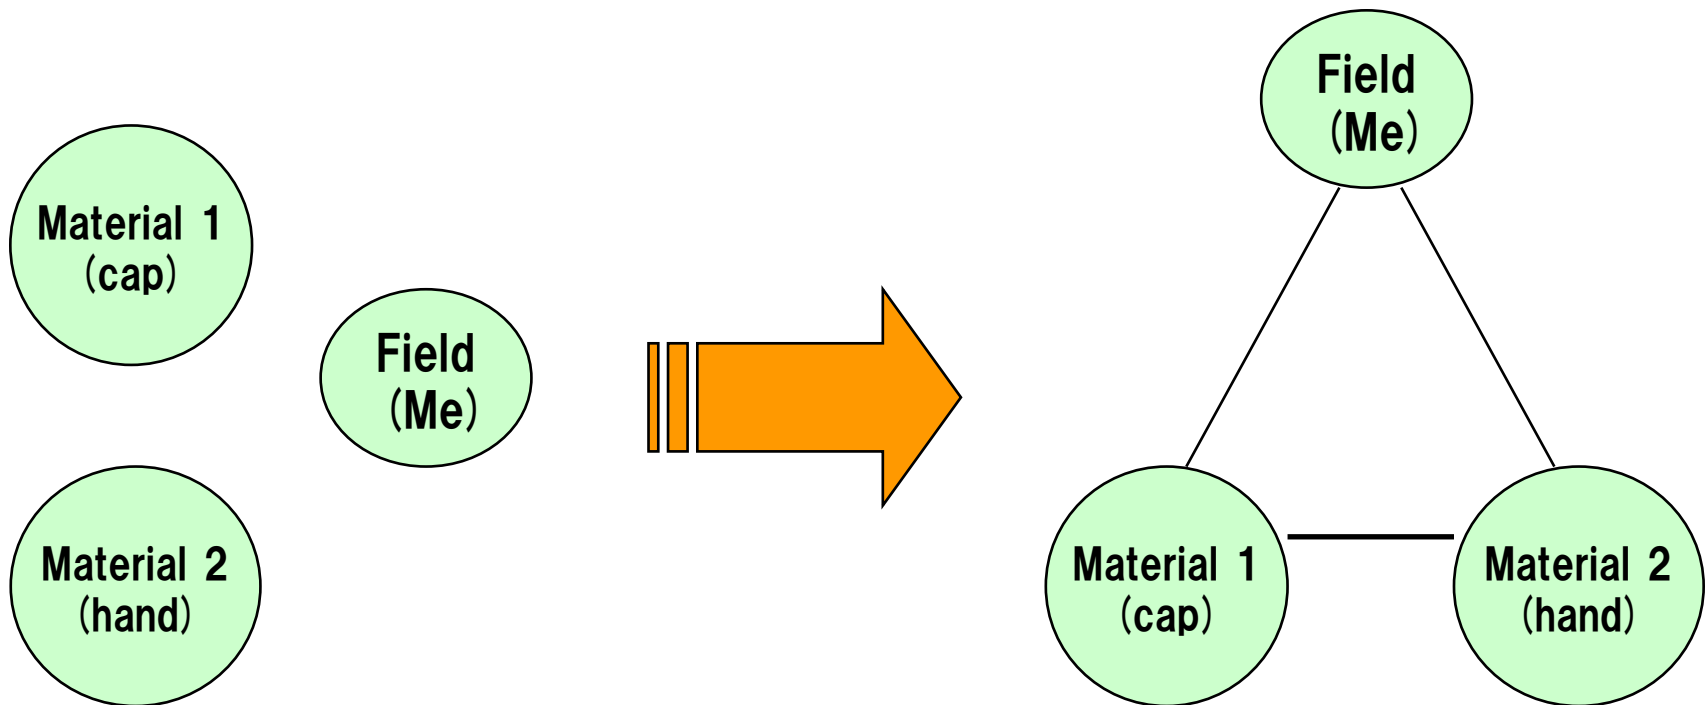 Material 1
(cap)
Field
(Me)
Material 2
(hand)
Field
(Me)
Material 1
(cap)
Material 2
(hand)